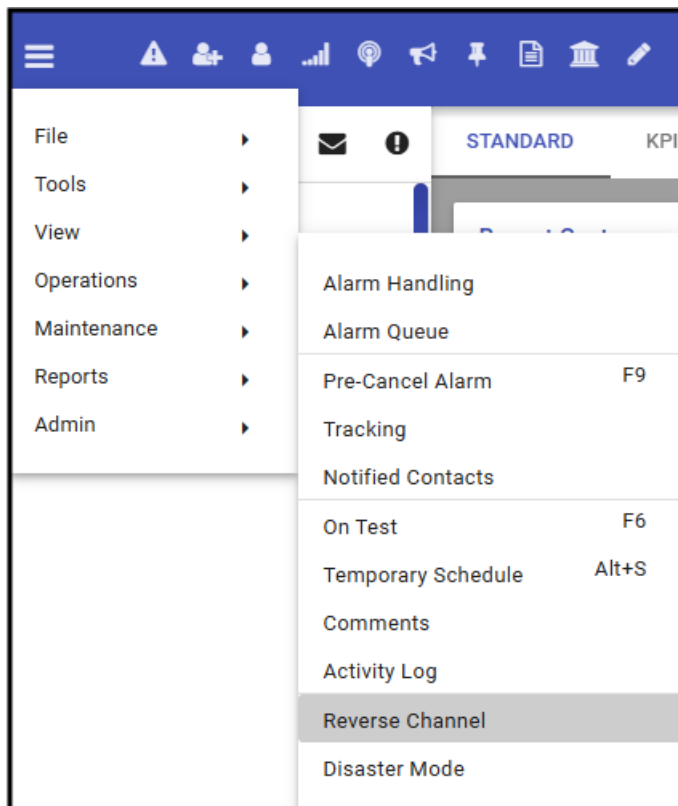 STANDARD KPI
File
Tools
View
Operations
Maintenance
Reports
Admin
Alarm Handling
Alarm Queue
Pre-Cancel Alarm F9
Tracking
Notified Contacts
On Test F6
Temporary Schedule Alt+S
Comments
Activity Log
Reverse Channel
Disaster Mode